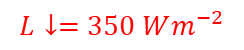 L ↓= 350 Wm⁻²